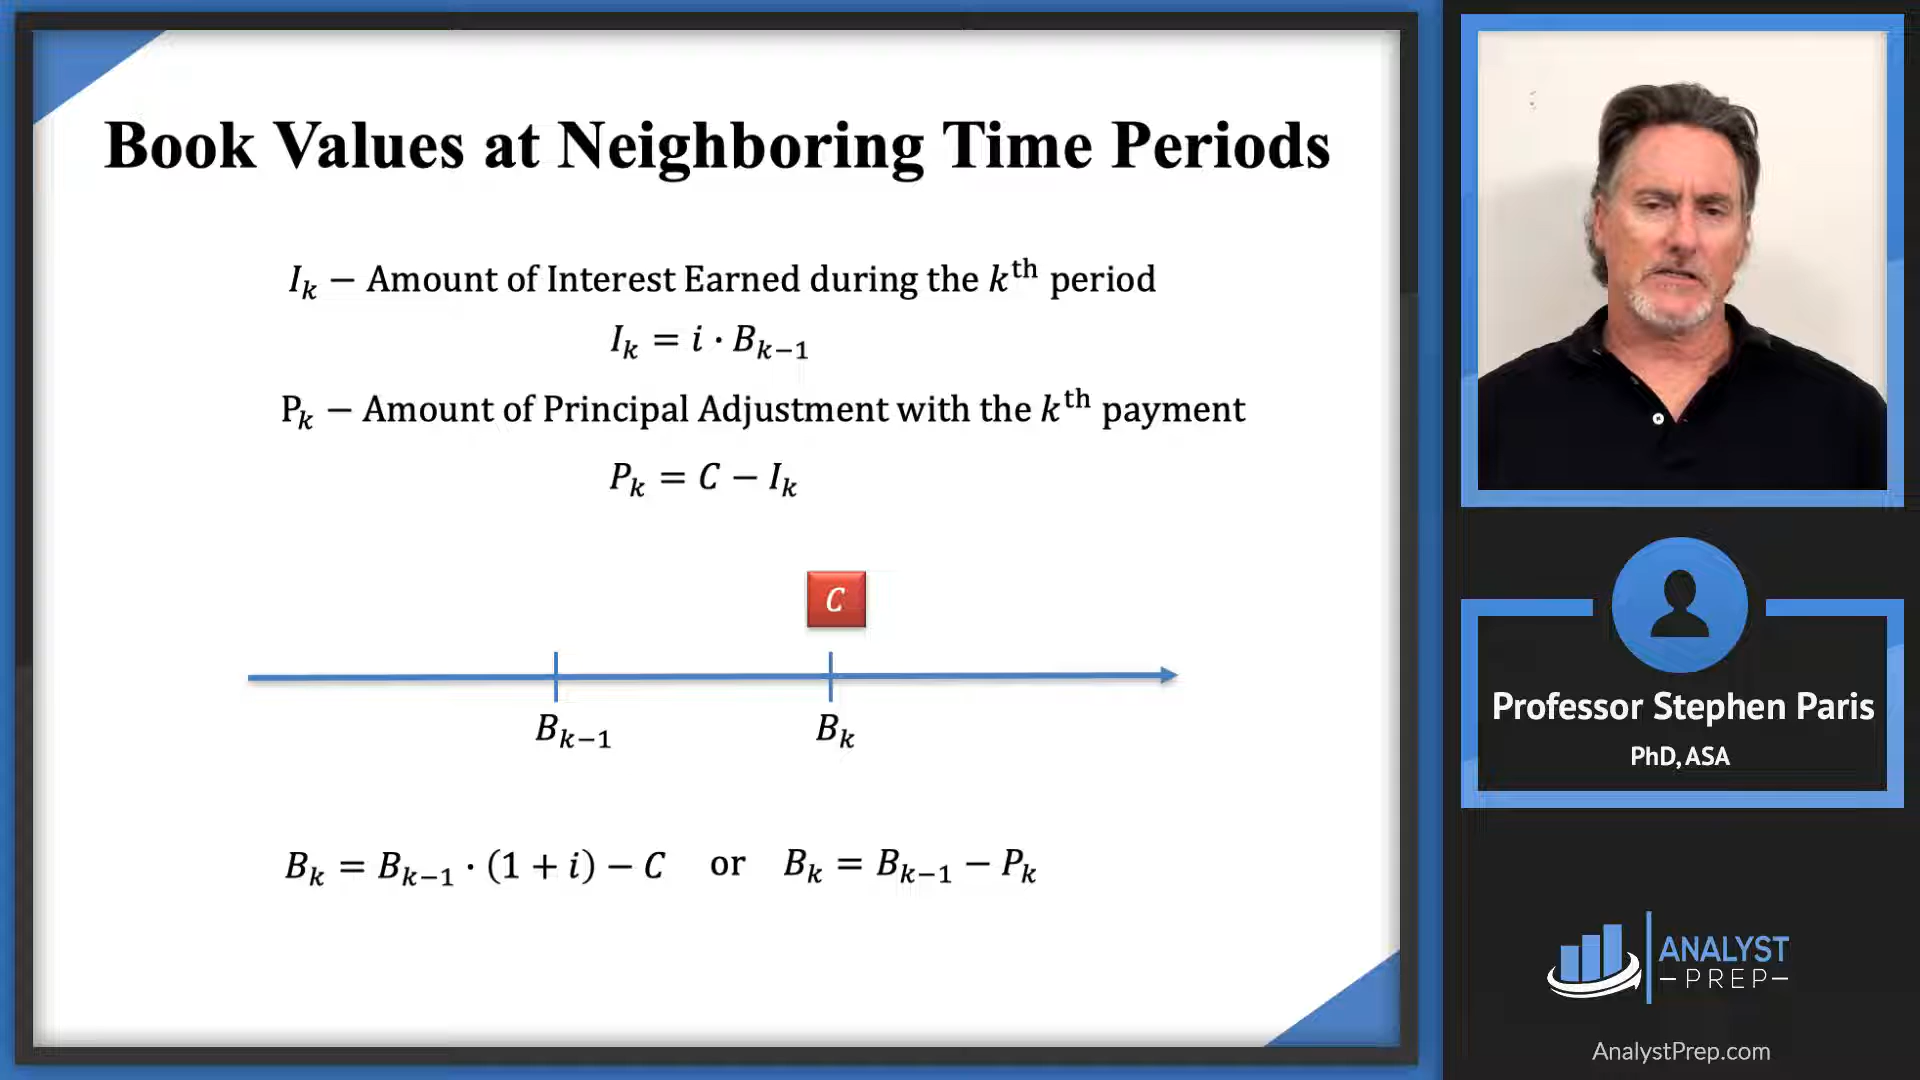 Book Values at Neighboring Time Periods
I_k − Amount of Interest Earned during the k^th period
I_k = i · B_{k−1}
P_k − Amount of Principal Adjustment with the k^th payment
P_k = C − I_k
C
B_{k−1} B_k
B_k = B_{k−1} · (1 + i) − C or B_k = B_{k−1} − P_k
Professor Stephen Paris
PhD, ASA
ANALYST
PREP
AnalystPrep.com